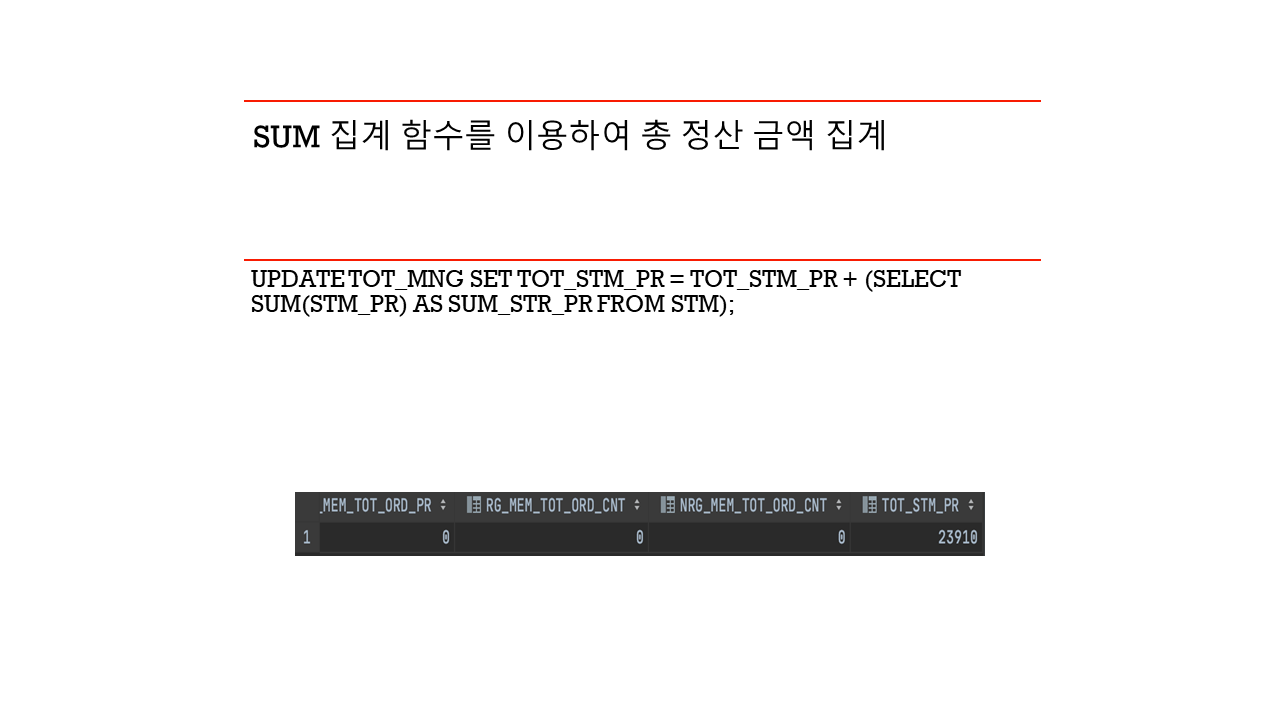 SUM 집계 함수를 이용하여 총 정산 금액 집계
UPDATE TOT_MNG SET TOT_STM_PR = TOT_STM_PR + (SELECT
SUM(STM_PR) AS SUM_STR_PR FROM STM);
_MEM_TOT_ORD_PR RG_MEM_TOT_ORD_CNT NRG_MEM_TOT_ORD_CNT TOT_STM_PR
1 0 0 0 23910